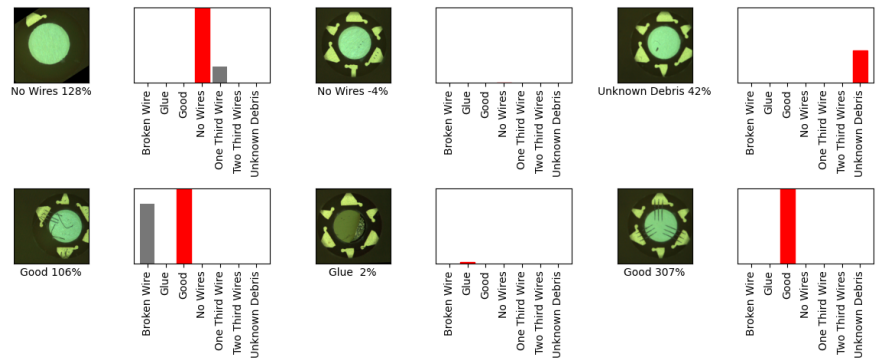 No Wires 128%
Broken Wire
Glue
Good
No Wires
One Third Wire
Two Third Wires
Unknown Debris
No Wires -4%
Broken Wire
Glue
Good
No Wires
One Third Wire
Two Third Wires
Unknown Debris
Unknown Debris 42%
Broken Wire
Glue
Good
No Wires
One Third Wire
Two Third Wires
Unknown Debris
Good 106%
Broken Wire
Glue
Good
No Wires
One Third Wire
Two Third Wires
Unknown Debris
Glue  2%
Broken Wire
Glue
Good
No Wires
One Third Wire
Two Third Wires
Unknown Debris
Good 307%
Broken Wire
Glue
Good
No Wires
One Third Wire
Two Third Wires
Unknown Debris